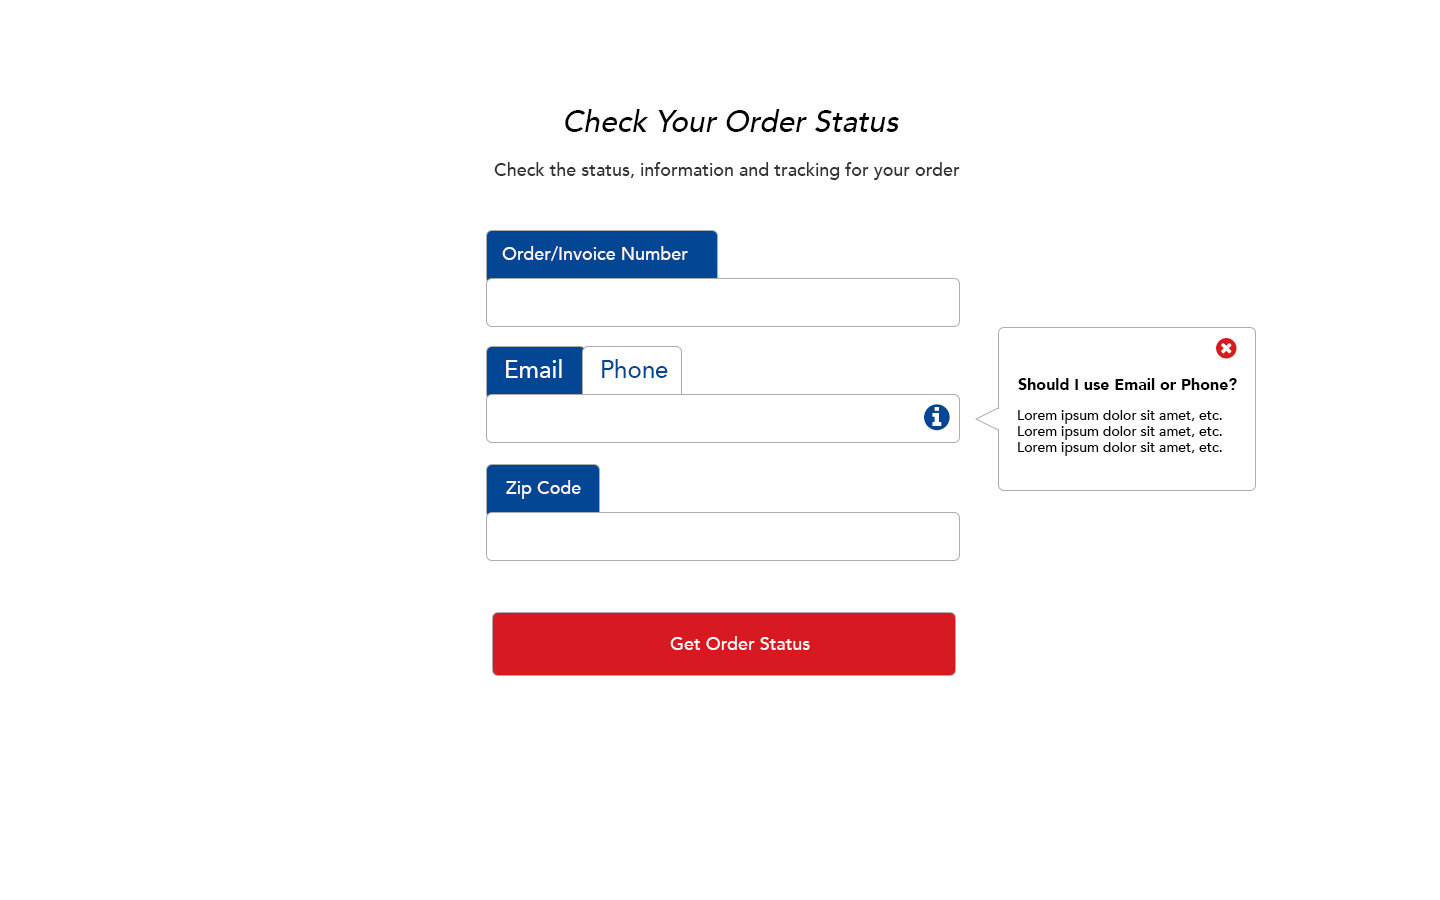 Check Your Order Status
Check the status, information and tracking for your order
Order/Invoice Number
Email
Phone
Should I use Email or Phone?
Lorem ipsum dolor sit amet, etc.
Lorem ipsum dolor sit amet, etc.
Lorem ipsum dolor sit amet, etc.
Zip Code
Get Order Status